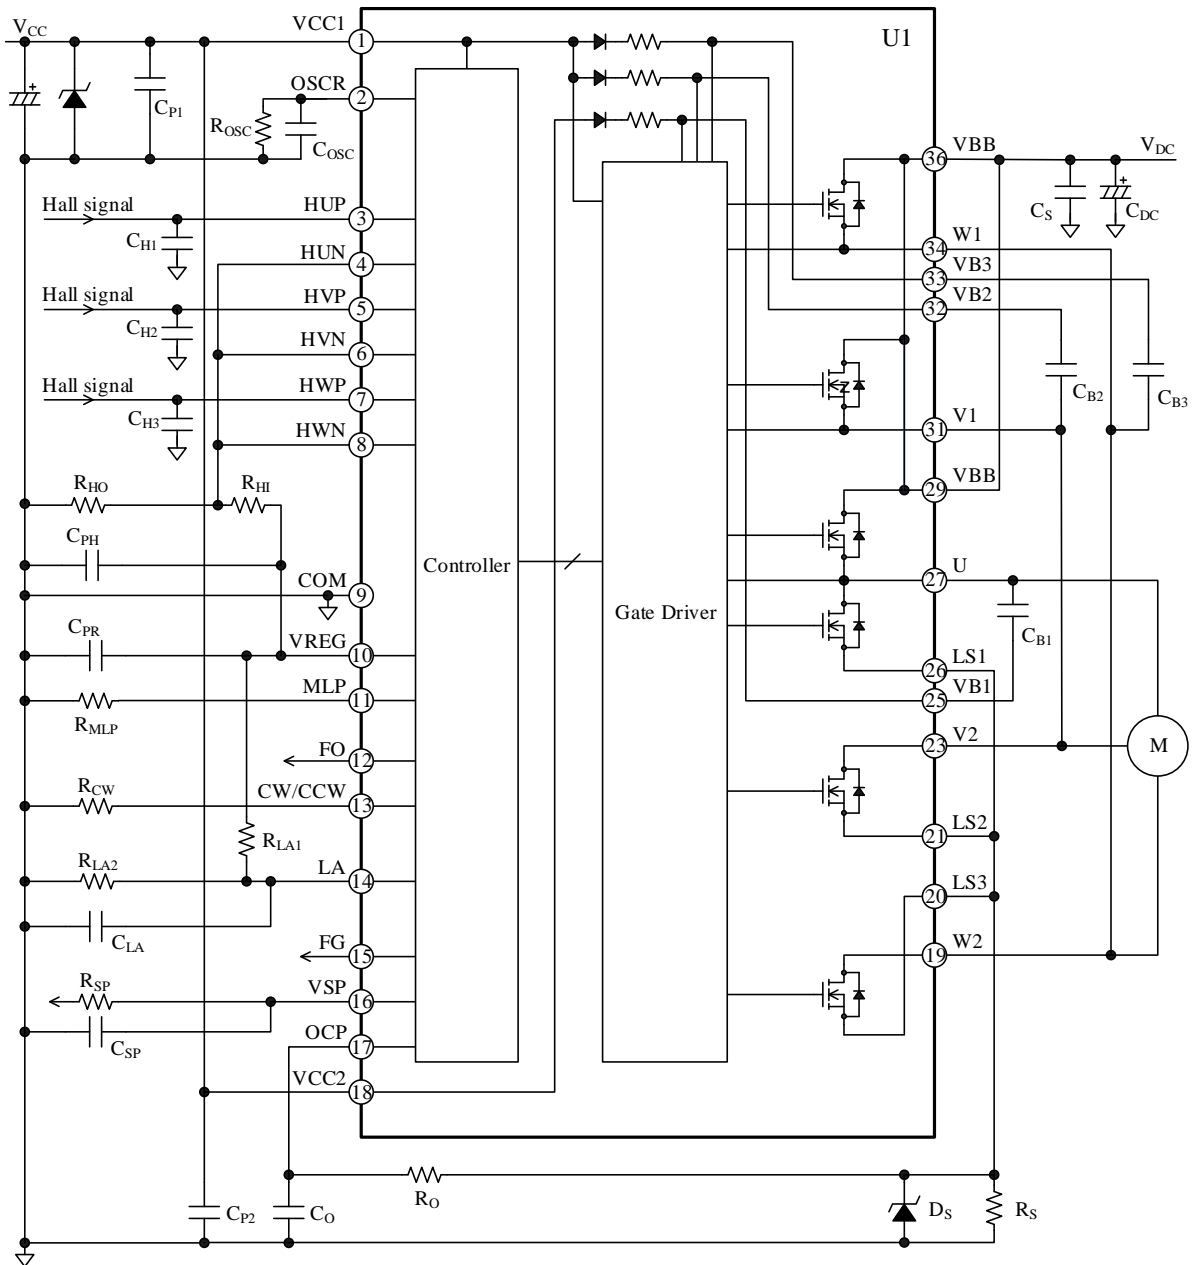 VCC
VCC1
1
U1
+
CP1
OSCR
2
ROSC
COSC
VBB
36
VDC
Hall signal
HUP
3
CS
+
CDC
CH1
HUN
4
W1
34
VB3
33
Hall signal
HVP
5
VB2
32
CH2
HVN
6
Hall signal
HWP
7
CB2
CB3
CH3
HWN
8
V1
31
RHO
RHI
VBB
29
CPH
Controller
COM
9
U
27
Gate Driver
CPR
CB1
VREG
10
LS1
26
MLP
11
VB1
25
RMLP
V2
23
M
FO
12
RCW
CW/CCW
13
RLA1
LS2
21
RLA2
LA
14
LS3
20
CLA
FG
15
W2
19
RSP
VSP
16
CSP
OCP
17
VCC2
18
RO
CP2
CO
DS
RS